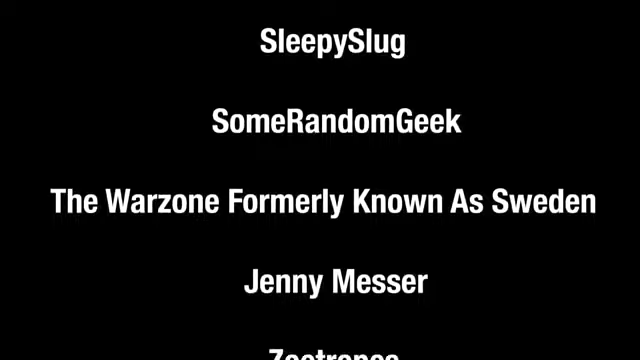 SleepySlug
SomeRandomGeek
The Warzone Formerly Known As Sweden
Jenny Messer